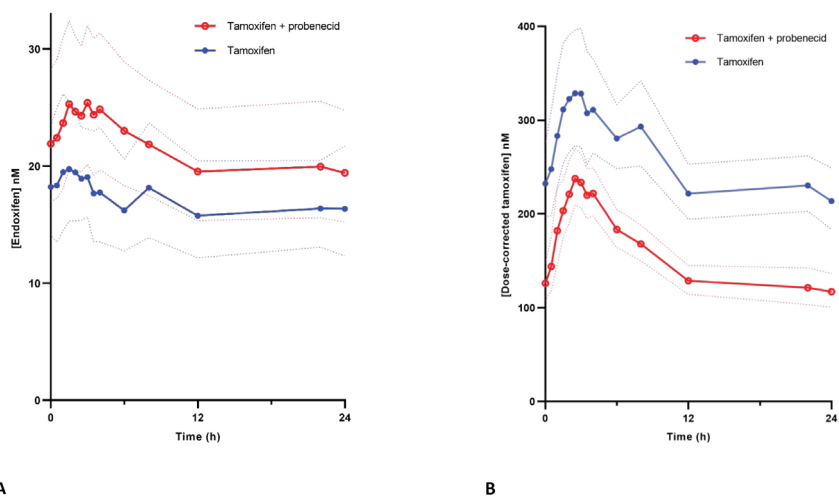 Tamoxifen + probenecid
Tamoxifen
[Endoxifen] nM
30
20
10
0
0
12
24
Time (h)
A
Tamoxifen + probenecid
Tamoxifen
[Dose-corrected tamoxifen] nM
400
300
200
100
0
0
12
24
Time (h)
B